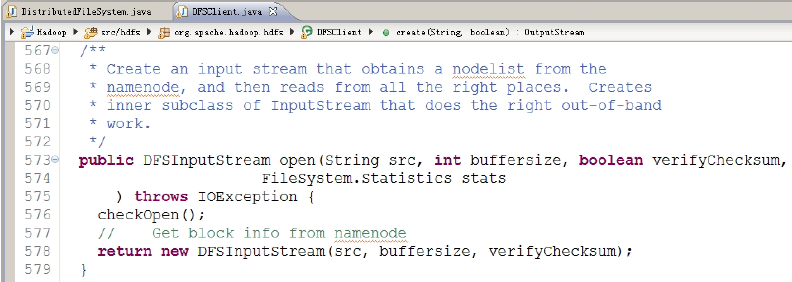 DistributedFileSystem.java DFSClient.java
Hadoop src/hdfs org.apache.hadoop.hdfs DFSClient create(String, boolean) : OutputStream
567 /**
568 * Create an input stream that obtains a nodelist from the
569 * namenode, and then reads from all the right places.  Creates
570 * inner subclass of InputStream that does the right out-of-band
571 * work.
572 */
573 public DFSInputStream open(String src, int buffersize, boolean verifyChecksum,
574 FileSystem.Statistics stats
575 ) throws IOException {
576 checkOpen();
577 //    Get block info from namenode
578 return new DFSInputStream(src, buffersize, verifyChecksum);
579 }